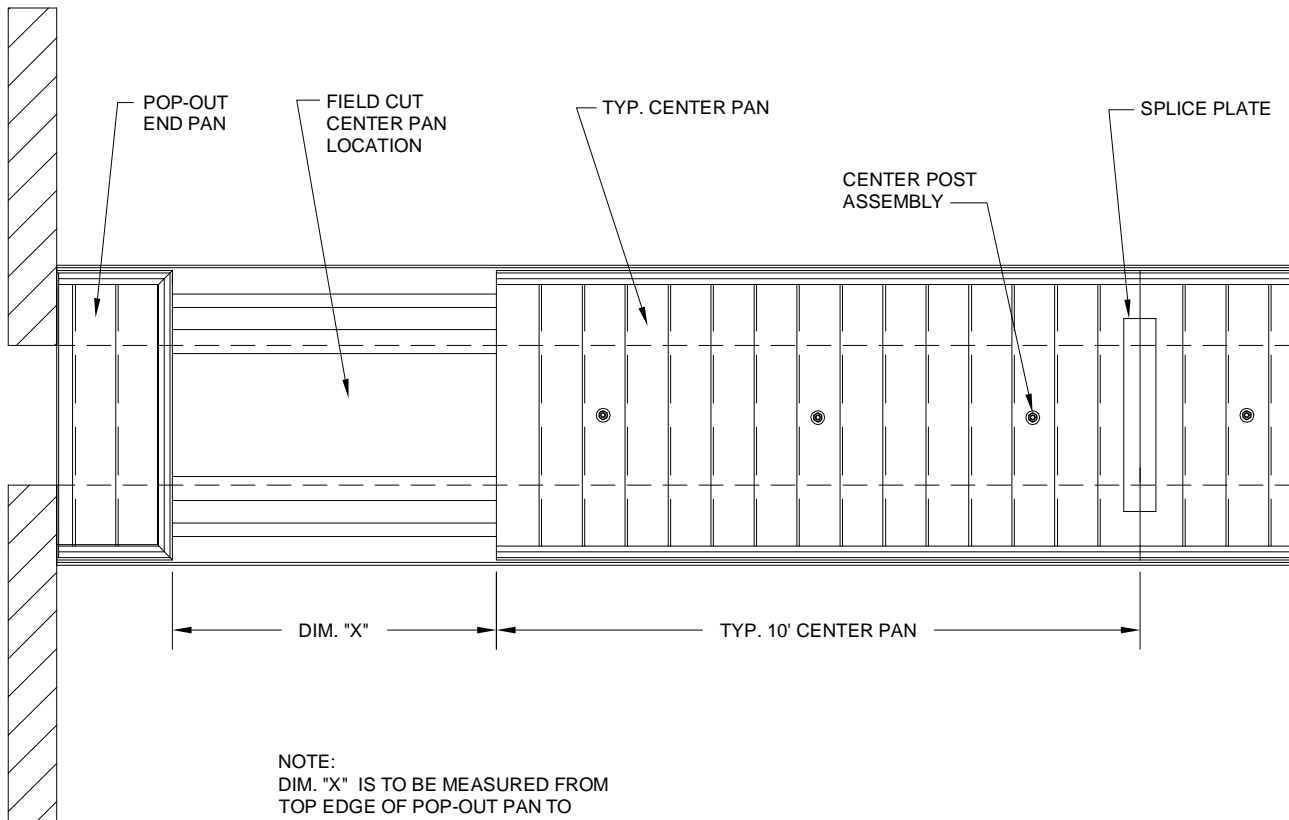 POP-OUT
END PAN
FIELD CUT
CENTER PAN
LOCATION
TYP. CENTER PAN
SPLICE PLATE
CENTER POST
ASSEMBLY
DIM. "X"
TYP. 10' CENTER PAN
NOTE:
DIM. "X" IS TO BE MEASURED FROM
TOP EDGE OF POP-OUT PAN TO